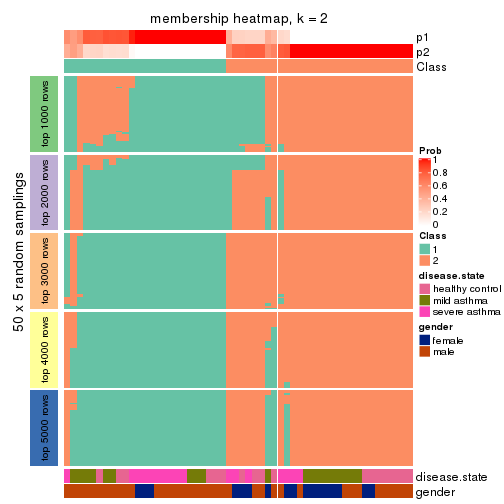 membership heatmap, k = 2
p1
p2
Class
50 x 5 random samplings
top 1000 rows
top 2000 rows
top 3000 rows
top 4000 rows
top 5000 rows
Prob
1
0.8
0.6
0.4
0.2
0
Class
1
2
disease.state
healthy control
mild asthma
severe asthma
gender
female
male
disease.state
gender